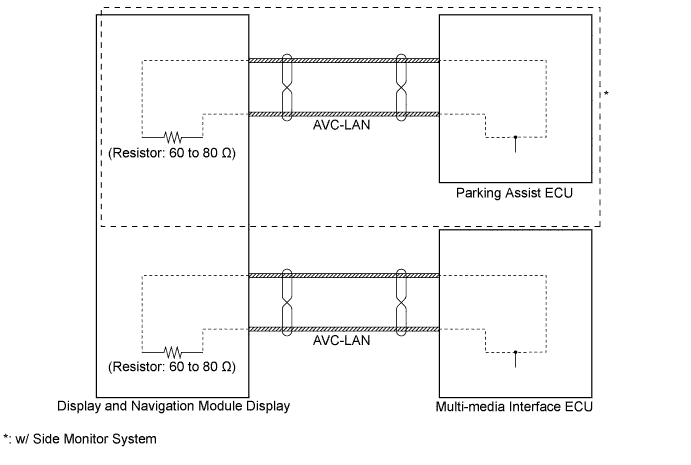 *
AVC-LAN
(Resistor: 60 to 80 Ω)
Parking Assist ECU
AVC-LAN
(Resistor: 60 to 80 Ω)
Display and Navigation Module Display
Multi-media Interface ECU
*: w/ Side Monitor System